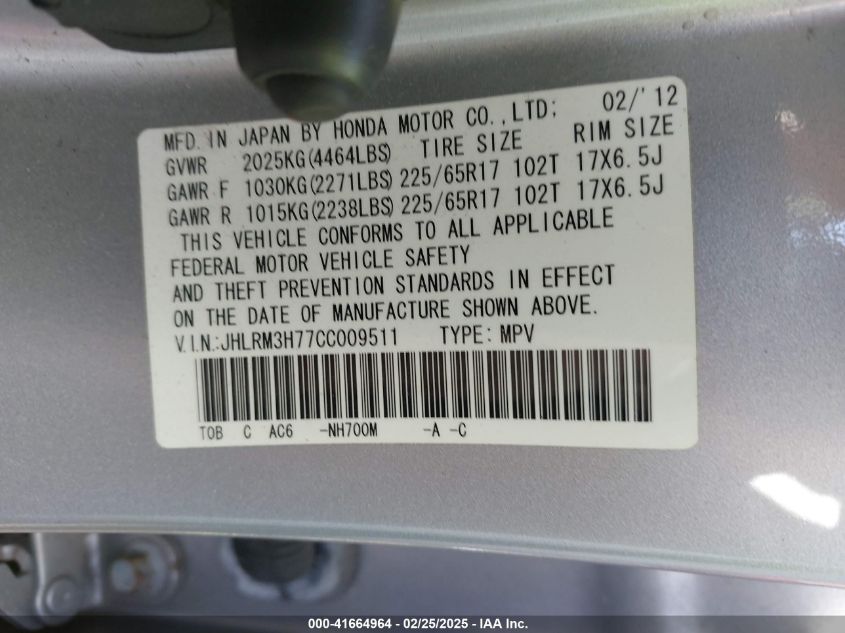 MFD. IN JAPAN BY HONDA MOTOR CO.,LTD; 02/'12
GVWR 2025KG(4464LBS) TIRE SIZE RIM SIZE
GAWR F 1030KG(2271LBS) 225/65R17 102T 17X6.5J
GAWR R 1015KG(2238LBS) 225/65R17 102T 17X6.5J
THIS VEHICLE CONFORMS TO ALL APPLICABLE
FEDERAL MOTOR VEHICLE SAFETY
AND THEFT PREVENTION STANDARDS IN EFFECT
ON THE DATE OF MANUFACTURE SHOWN ABOVE.
V.I.N.:JHLRM3H77CC009511 TYPE: MPV
TOB C AC6 -NH700M -A -C
000-41664964 - 02/25/2025 - IAA Inc.